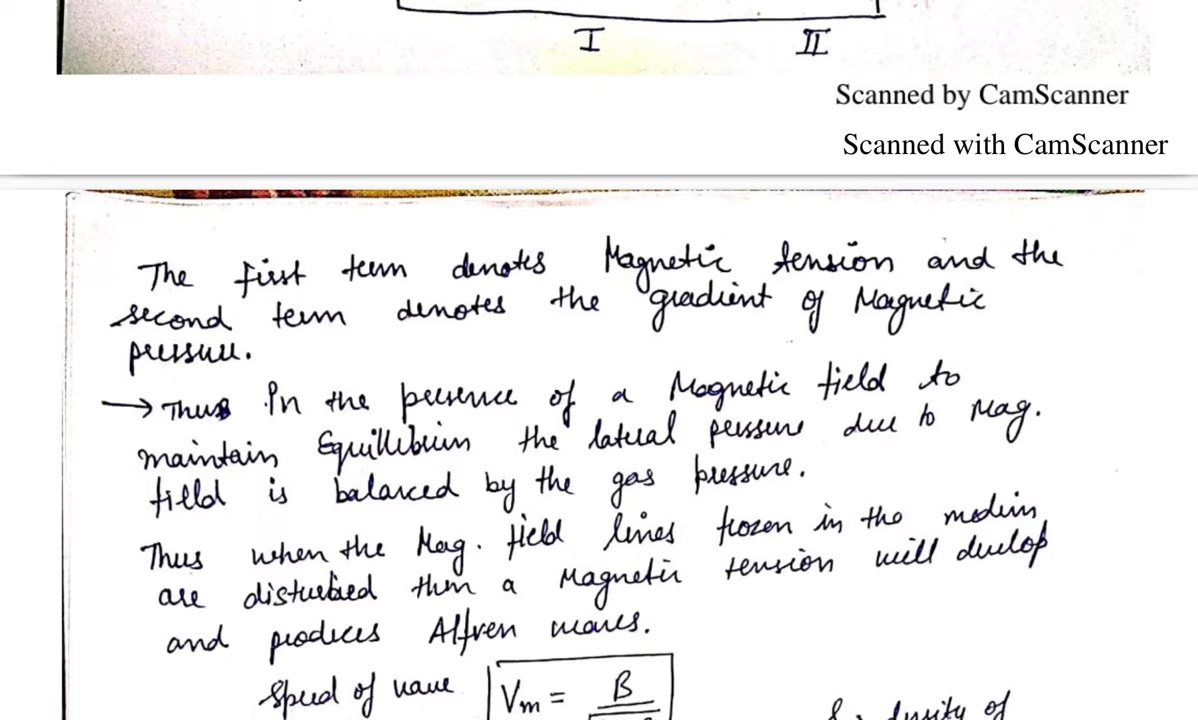 I II
Scanned by CamScanner
Scanned with CamScanner
The first term denotes Magnetic tension and the
second term denotes the gradient of Magnetic
pressure.
→ Thus In the presence of a Magnetic field to
maintain Equillibrium the lateral pressure due to Mag.
field is balanced by the gas pressure.
Thus when the Mag. field lines frozen in the medium
are disturbed then a Magnetic tension will develop
and produces Alfven waves.
Speed of wave Vm = B
density of